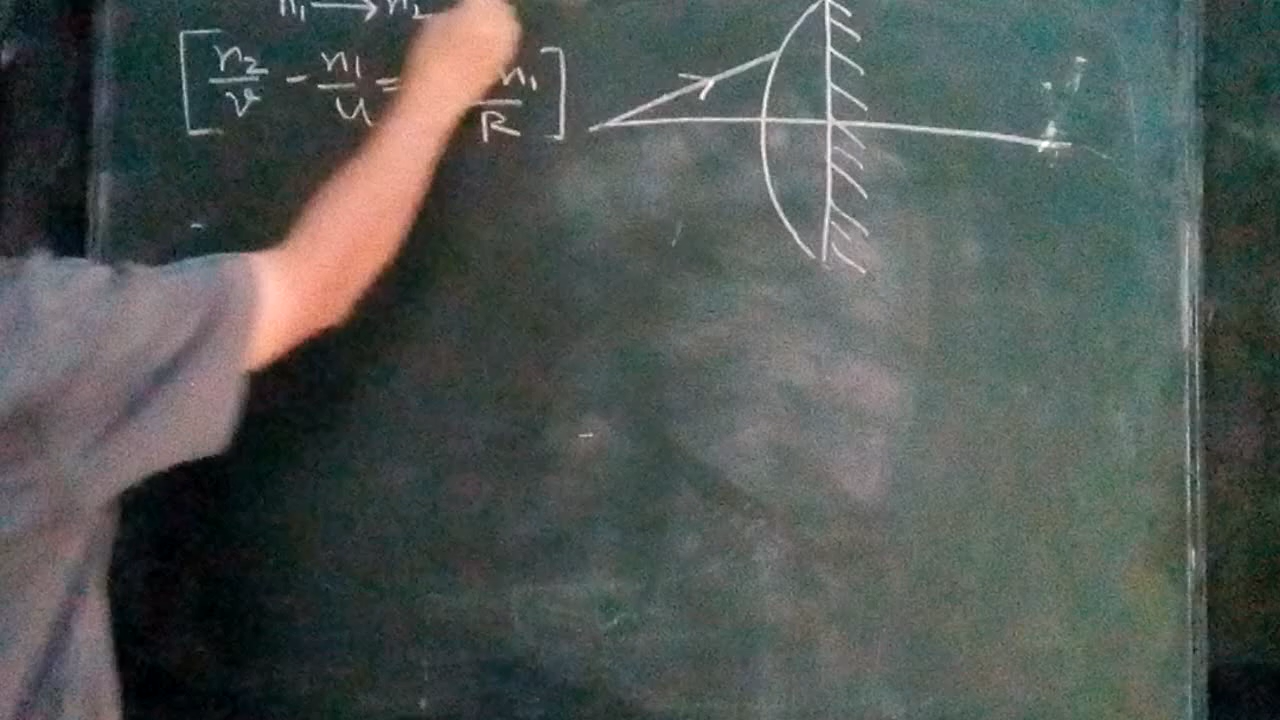 n₁ → n₂
[n₂/v - n₁/u = n₁/R]